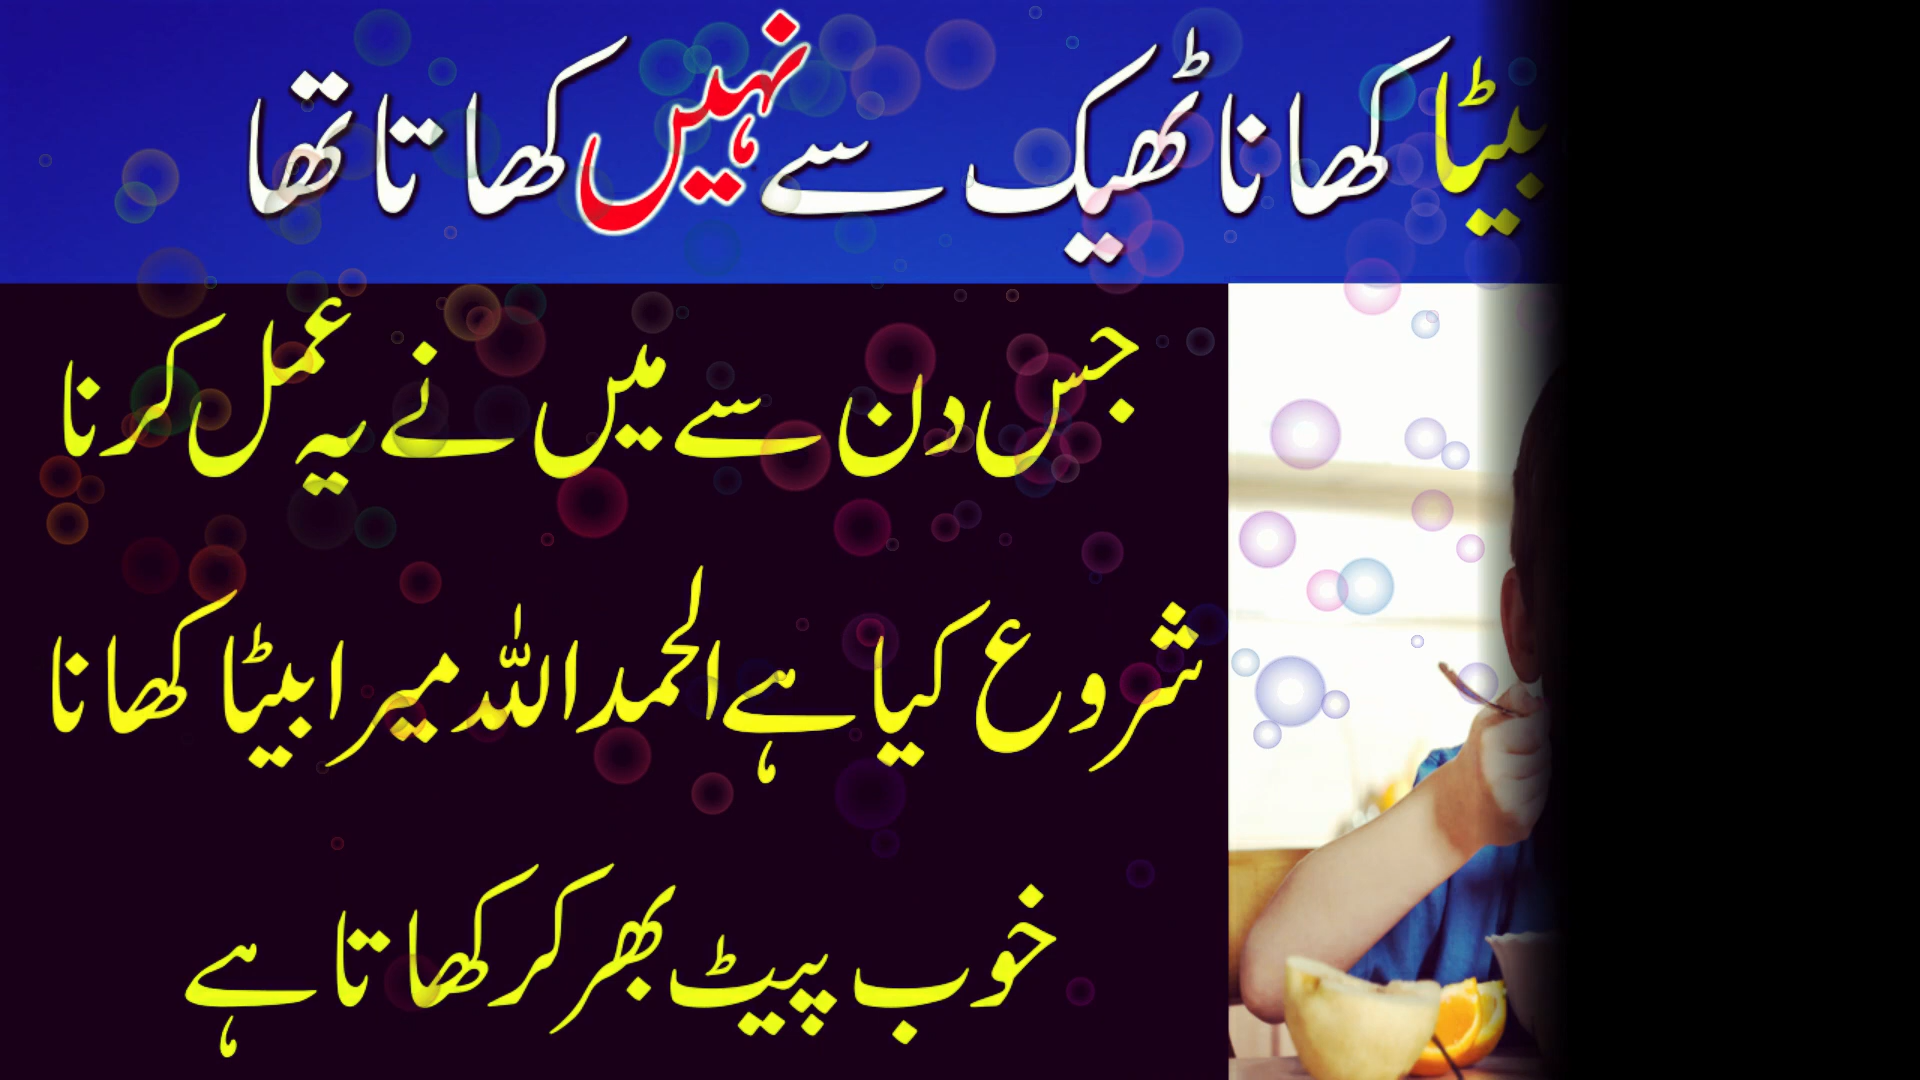 بیٹا کھانا ٹھیک سے نہیں کھاتا تھا
جس دن سے میں نے یہ عمل کرنا
شروع کیا ہے الحمداللہ میرا بیٹا کھانا
خوب پیٹ بھر کر کھاتا ہے